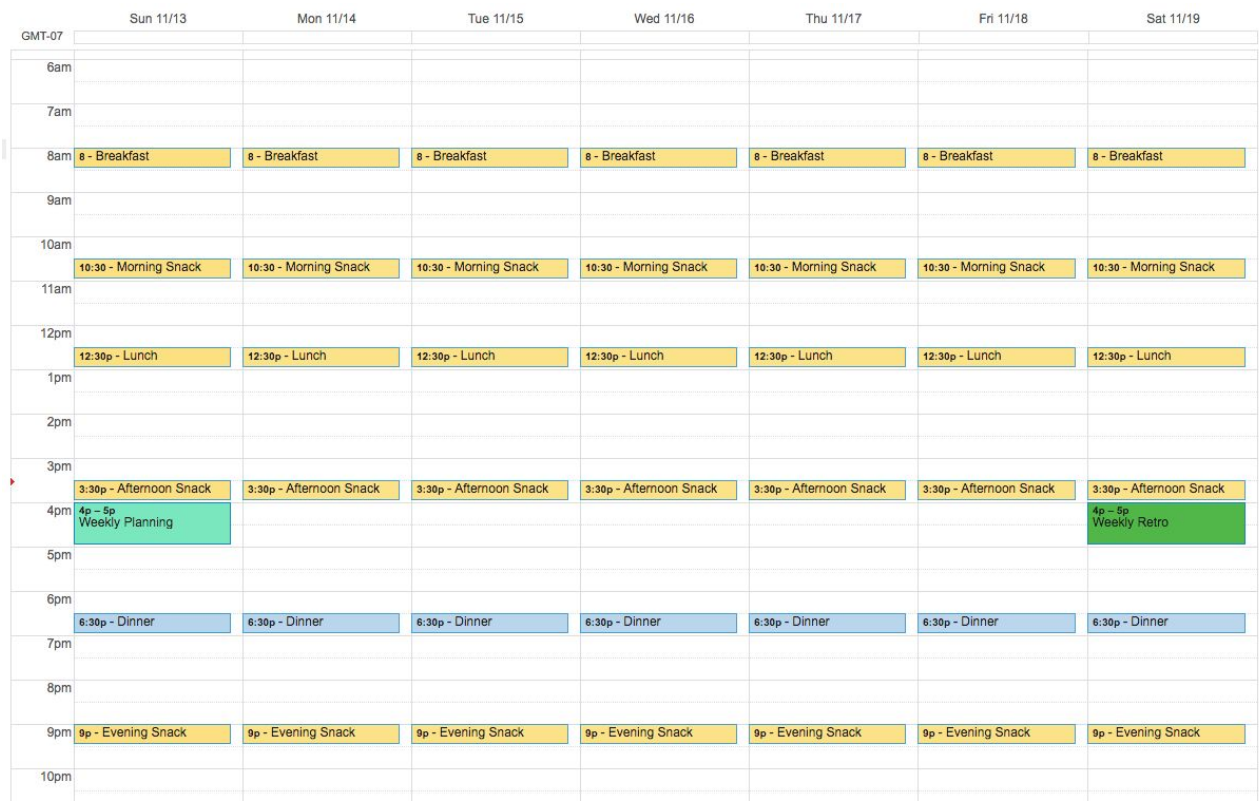 Sun 11/13 Mon 11/14 Tue 11/15 Wed 11/16 Thu 11/17 Fri 11/18 Sat 11/19
GMT-07
6am
7am
8am 8 - Breakfast 8 - Breakfast 8 - Breakfast 8 - Breakfast 8 - Breakfast 8 - Breakfast 8 - Breakfast
9am
10am
10:30 - Morning Snack 10:30 - Morning Snack 10:30 - Morning Snack 10:30 - Morning Snack 10:30 - Morning Snack 10:30 - Morning Snack 10:30 - Morning Snack
11am
12pm
12:30p - Lunch 12:30p - Lunch 12:30p - Lunch 12:30p - Lunch 12:30p - Lunch 12:30p - Lunch 12:30p - Lunch
1pm
2pm
3pm
3:30p - Afternoon Snack 3:30p - Afternoon Snack 3:30p - Afternoon Snack 3:30p - Afternoon Snack 3:30p - Afternoon Snack 3:30p - Afternoon Snack 3:30p - Afternoon Snack
4pm 4p – 5p 4p – 5p
Weekly Planning Weekly Retro
5pm
6pm
6:30p - Dinner 6:30p - Dinner 6:30p - Dinner 6:30p - Dinner 6:30p - Dinner 6:30p - Dinner 6:30p - Dinner
7pm
8pm
9pm 9p - Evening Snack 9p - Evening Snack 9p - Evening Snack 9p - Evening Snack 9p - Evening Snack 9p - Evening Snack 9p - Evening Snack
10pm